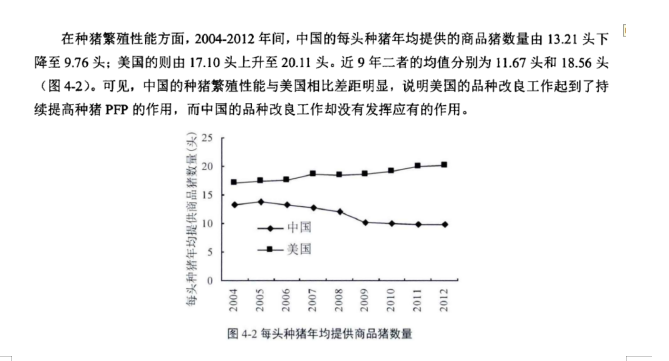 在种猪繁殖性能方面，2004-2012 年间，中国的每头种猪年均提供的商品猪数量由 13.21 头下
降至 9.76 头；美国的则由 17.10 头上升至 20.11 头。近 9 年二者的均值分别为 11.67 头和 18.56 头
（图 4-2）。可见，中国的种猪繁殖性能与美国相比差距明显，说明美国的品种改良工作起到了持
续提高种猪 PFP 的作用，而中国的品种改良工作却没有发挥应有的作用。
每头种猪年均提供商品猪数量(头)
25
20
15
10
5
0
中国
美国
2004
2005
2006
2007
2008
2009
2010
2011
2012
图 4-2 每头种猪年均提供商品猪数量